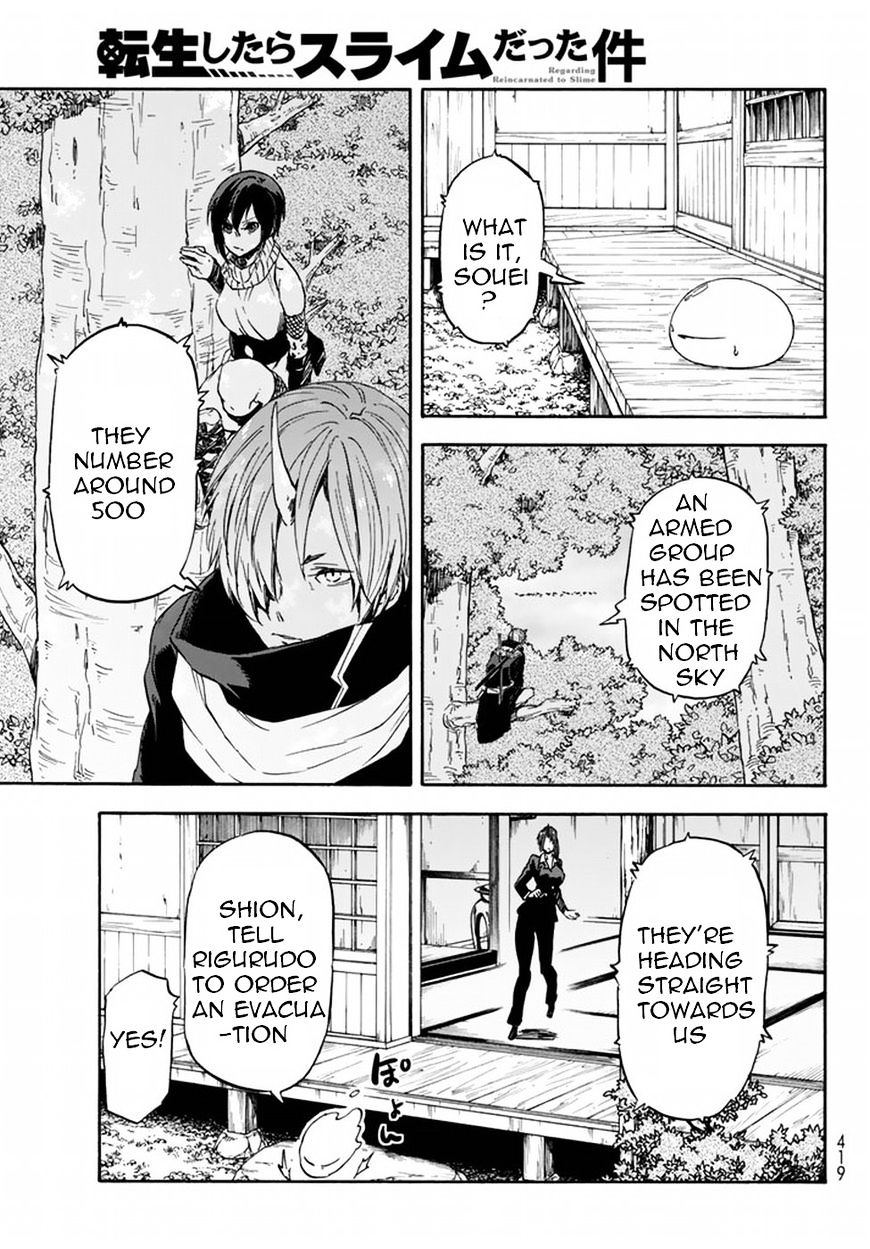 転生したらスライムだった件
Regarding
Reincarnated to Slime
WHAT
IS IT,
SOUEI
?
AN
ARMED
GROUP
HAS BEEN
SPOTTED
IN THE
NORTH
SKY
THEY
NUMBER
AROUND
500
THEY'RE
HEADING
STRAIGHT
TOWARDS
US
SHION,
TELL
RIGURUDO
TO ORDER
AN EVACUA
-TION
YES!
ぽよん
419